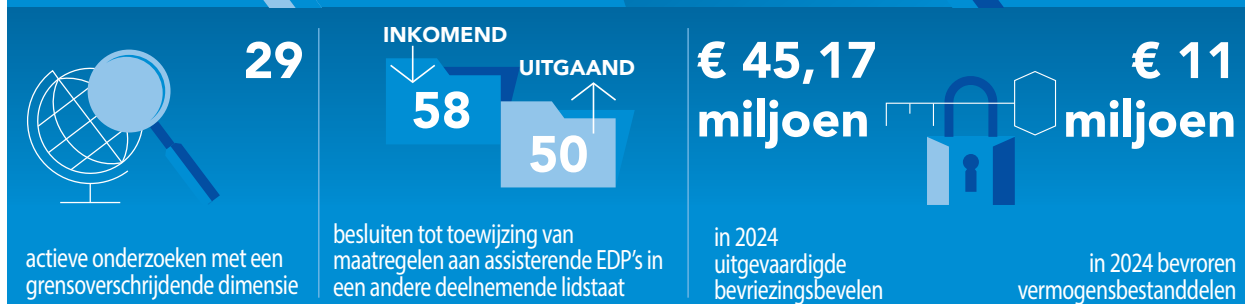 29
actieve onderzoeken met een
grensoverschrijdende dimensie
INKOMEND
58
UITGAAND
50
besluiten tot toewijzing van
maatregelen aan assisterende EDP's in
een andere deelnemende lidstaat
€ 45,17
miljoen
in 2024
uitgevaardigde
bevriezingsbevelen
€ 11
miljoen
in 2024 bevroren
vermogensbestanddelen